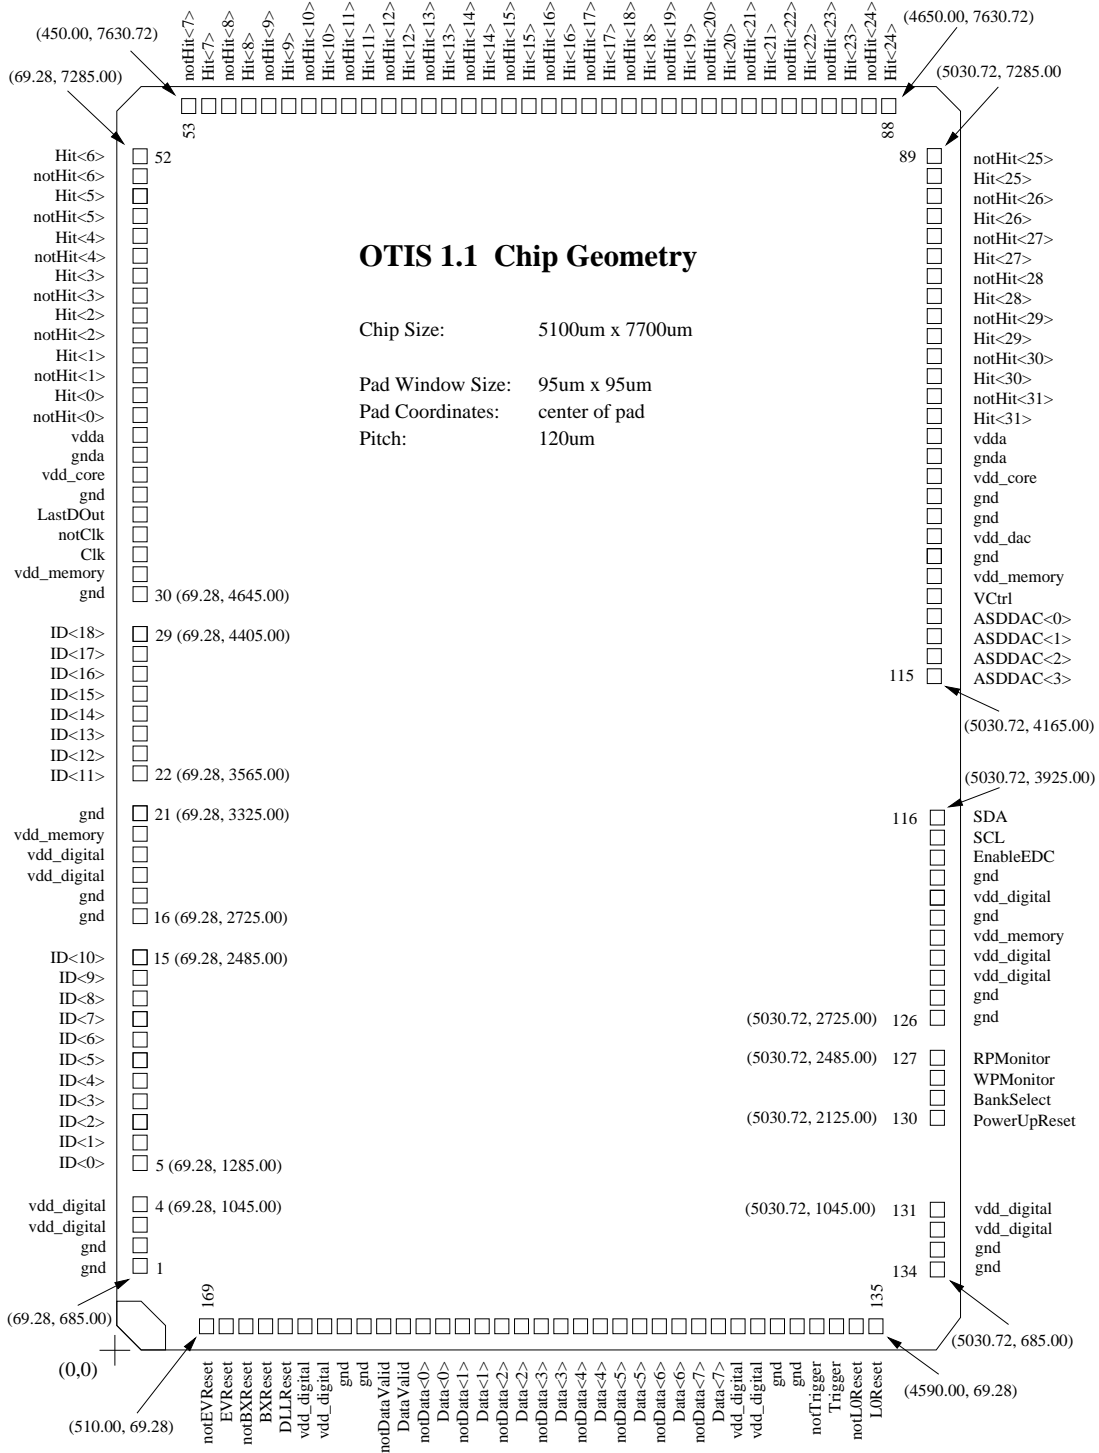 (450.00, 7630.72)
(4650.00, 7630.72)
(69.28, 7285.00)
(5030.72, 7285.00
notHit<7>
Hit<7>
notHit<8>
Hit<8>
notHit<9>
Hit<9>
notHit<10>
Hit<10>
notHit<11>
Hit<11>
notHit<12>
Hit<12>
notHit<13>
Hit<13>
notHit<14>
Hit<14>
notHit<15>
Hit<15>
notHit<16>
Hit<16>
notHit<17>
Hit<17>
notHit<18>
Hit<18>
notHit<19>
Hit<19>
notHit<20>
Hit<20>
notHit<21>
Hit<21>
notHit<22>
Hit<22>
notHit<23>
Hit<23>
notHit<24>
Hit<24>
53
88
Hit<6>
52
notHit<6>
Hit<5>
notHit<5>
Hit<4>
notHit<4>
Hit<3>
notHit<3>
Hit<2>
notHit<2>
Hit<1>
notHit<1>
Hit<0>
notHit<0>
vdda
gnda
vdd_core
gnd
LastDOut
notClk
Clk
vdd_memory
gnd
30 (69.28, 4645.00)
ID<18>
29 (69.28, 4405.00)
ID<17>
ID<16>
ID<15>
ID<14>
ID<13>
ID<12>
ID<11>
22 (69.28, 3565.00)
gnd
21 (69.28, 3325.00)
vdd_memory
vdd_digital
vdd_digital
gnd
gnd
16 (69.28, 2725.00)
ID<10>
15 (69.28, 2485.00)
ID<9>
ID<8>
ID<7>
ID<6>
ID<5>
ID<4>
ID<3>
ID<2>
ID<1>
ID<0>
5 (69.28, 1285.00)
vdd_digital
4 (69.28, 1045.00)
vdd_digital
gnd
gnd
1
(69.28, 685.00)
(0,0)
OTIS 1.1 Chip Geometry
Chip Size: 5100um x 7700um
Pad Window Size: 95um x 95um
Pad Coordinates: center of pad
Pitch: 120um
89
notHit<25>
Hit<25>
notHit<26>
Hit<26>
notHit<27>
Hit<27>
notHit<28
Hit<28>
notHit<29>
Hit<29>
notHit<30>
Hit<30>
notHit<31>
Hit<31>
vdda
gnda
vdd_core
gnd
gnd
vdd_dac
gnd
vdd_memory
VCtrl
ASDDAC<0>
ASDDAC<1>
ASDDAC<2>
115
ASDDAC<3>
(5030.72, 4165.00)
(5030.72, 3925.00)
116
SDA
SCL
EnableEDC
gnd
vdd_digital
gnd
vdd_memory
vdd_digital
vdd_digital
gnd
(5030.72, 2725.00) 126
gnd
(5030.72, 2485.00) 127
RPMonitor
WPMonitor
BankSelect
(5030.72, 2125.00) 130
PowerUpReset
(5030.72, 1045.00) 131
vdd_digital
vdd_digital
gnd
134
gnd
(5030.72, 685.00)
169
135
(510.00, 69.28)
(4590.00, 69.28)
notEVReset
EVReset
notBXReset
BXReset
DLLReset
vdd_digital
vdd_digital
gnd
gnd
notDataValid
DataValid
notData<0>
Data<0>
notData<1>
Data<1>
notData<2>
Data<2>
notData<3>
Data<3>
notData<4>
Data<4>
notData<5>
Data<5>
notData<6>
Data<6>
notData<7>
Data<7>
vdd_digital
vdd_digital
gnd
gnd
notTrigger
Trigger
notL0Reset
L0Reset